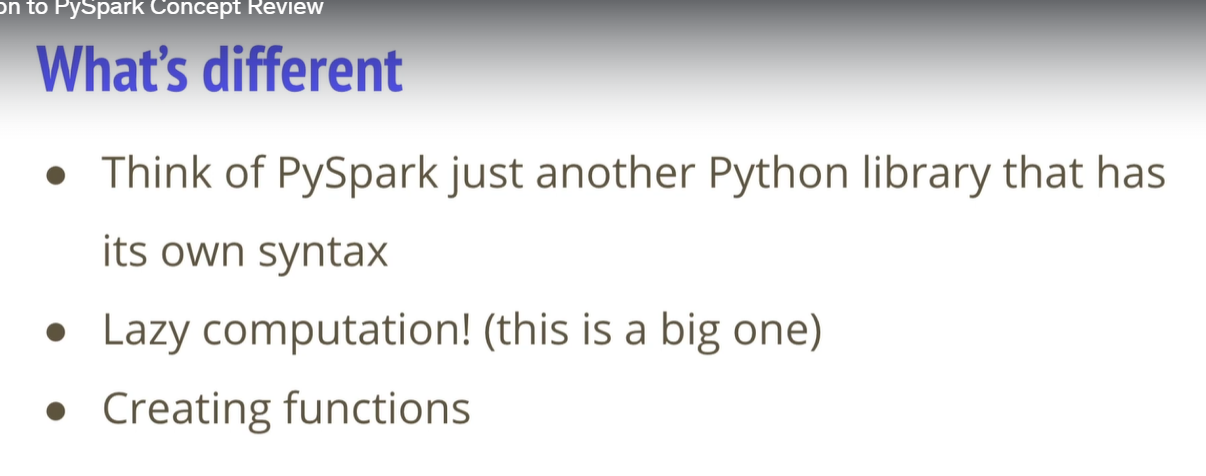 on to PySpark Concept Review
What's different
● Think of PySpark just another Python library that has
its own syntax
● Lazy computation! (this is a big one)
● Creating functions